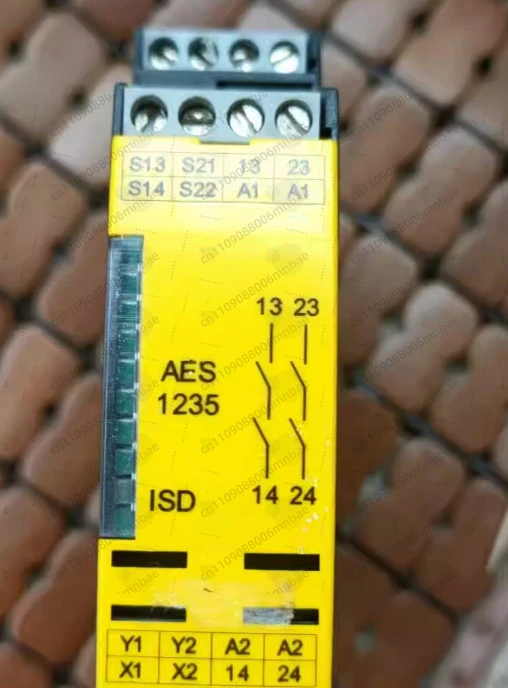 S13 S21 13 23
S14 S22 A1 A1
13 23
AES
1235
ISD
14 24
Y1 Y2 A2 A2
X1 X2 14 24
cn1109088006mnbae